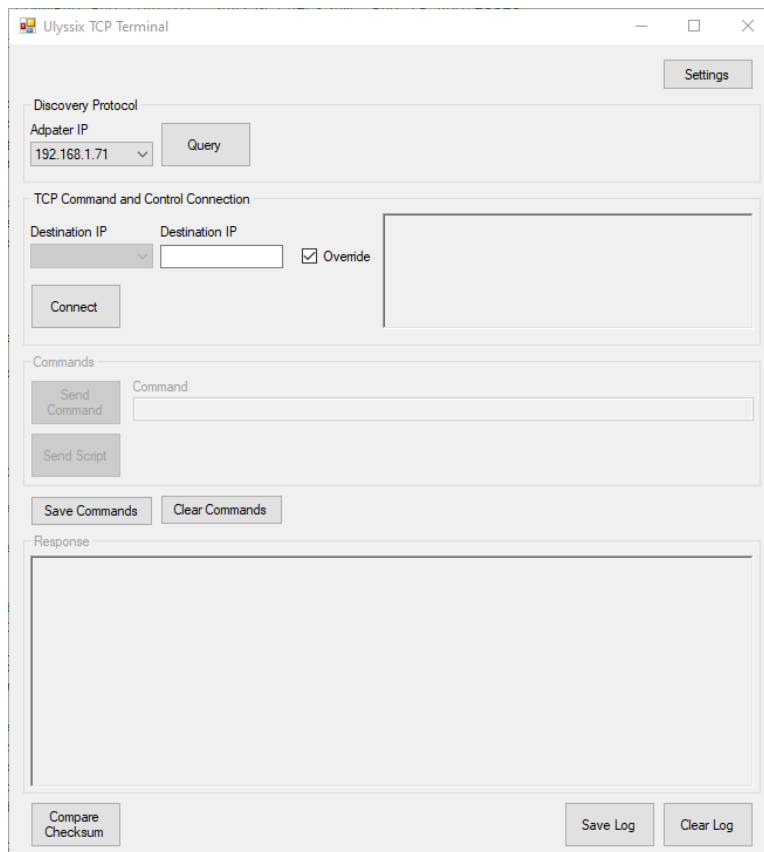 Ulyssix TCP Terminal
Settings
Discovery Protocol
Adpater IP
192.168.1.71
Query
TCP Command and Control Connection
Destination IP
Destination IP
Override
Connect
Commands
Send
Command
Command
Send Script
Save Commands
Clear Commands
Response
Compare
Checksum
Save Log
Clear Log